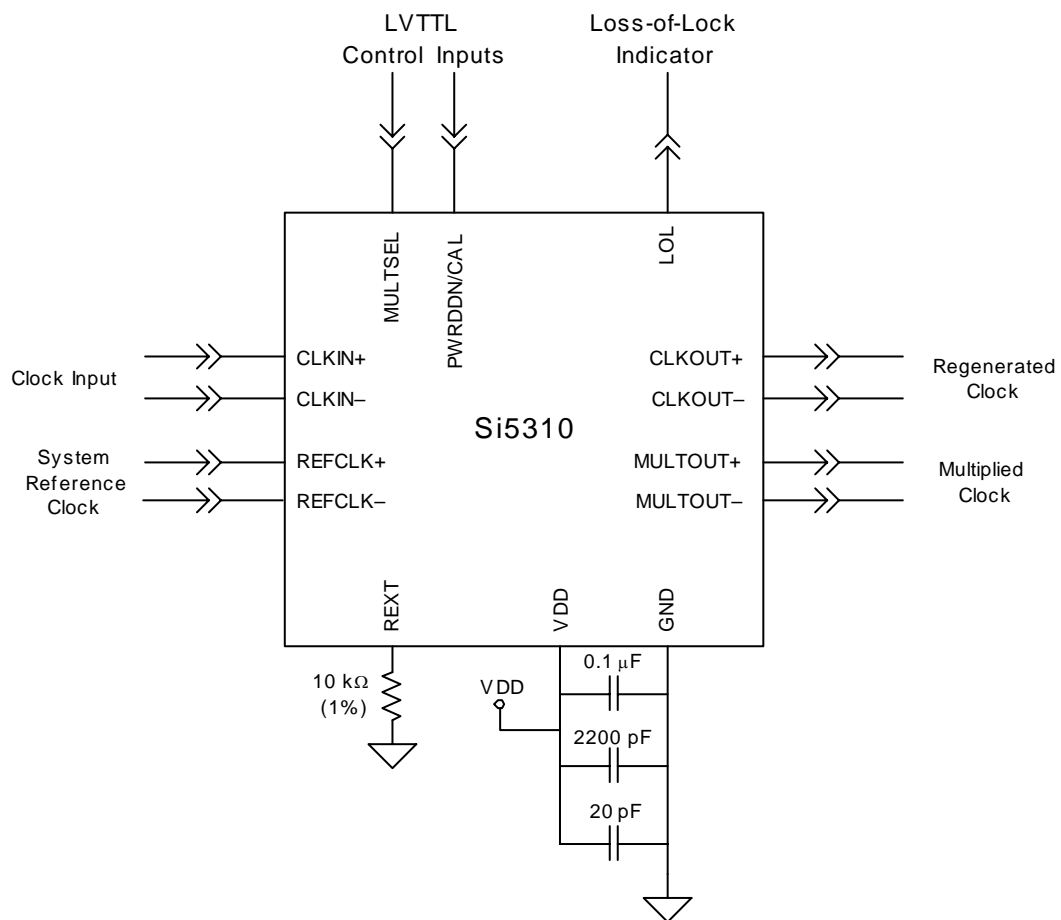 LVTTL
Control Inputs
Loss-of-Lock
Indicator
MULTSEL
PWRDDN/CAL
LOL
Clock Input
CLKIN+
CLKIN–
System
Reference
Clock
REFCLK+
REFCLK–
Si5310
CLKOUT+
CLKOUT–
Regenerated
Clock
MULTOUT+
MULTOUT–
Multiplied
Clock
REXT
VDD
GND
10 kΩ
(1%)
VDD
0.1 μF
2200 pF
20 pF